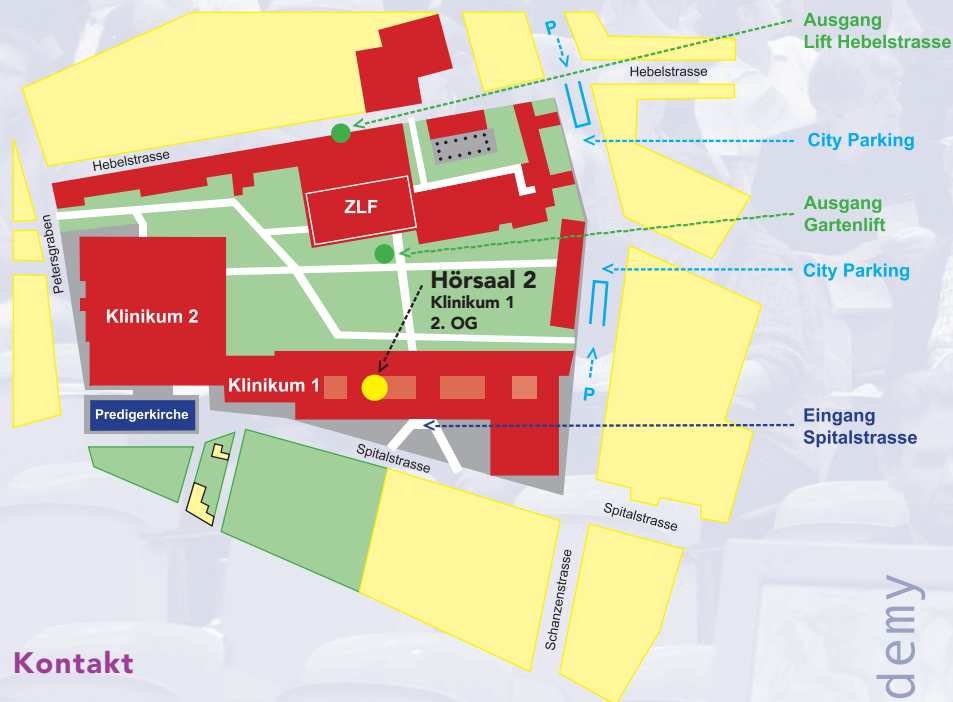 Ausgang
Lift Hebelstrasse
P
Hebelstrasse
City Parking
Hebelstrasse
ZLF
Ausgang
Gartenlift
Petersgraben
City Parking
Hörsaal 2
Klinikum 1
2. OG
Klinikum 2
Klinikum 1
P
Predigerkirche
Eingang
Spitalstrasse
Spitalstrasse
Spitalstrasse
Schanzenstrasse
demy
Kontakt